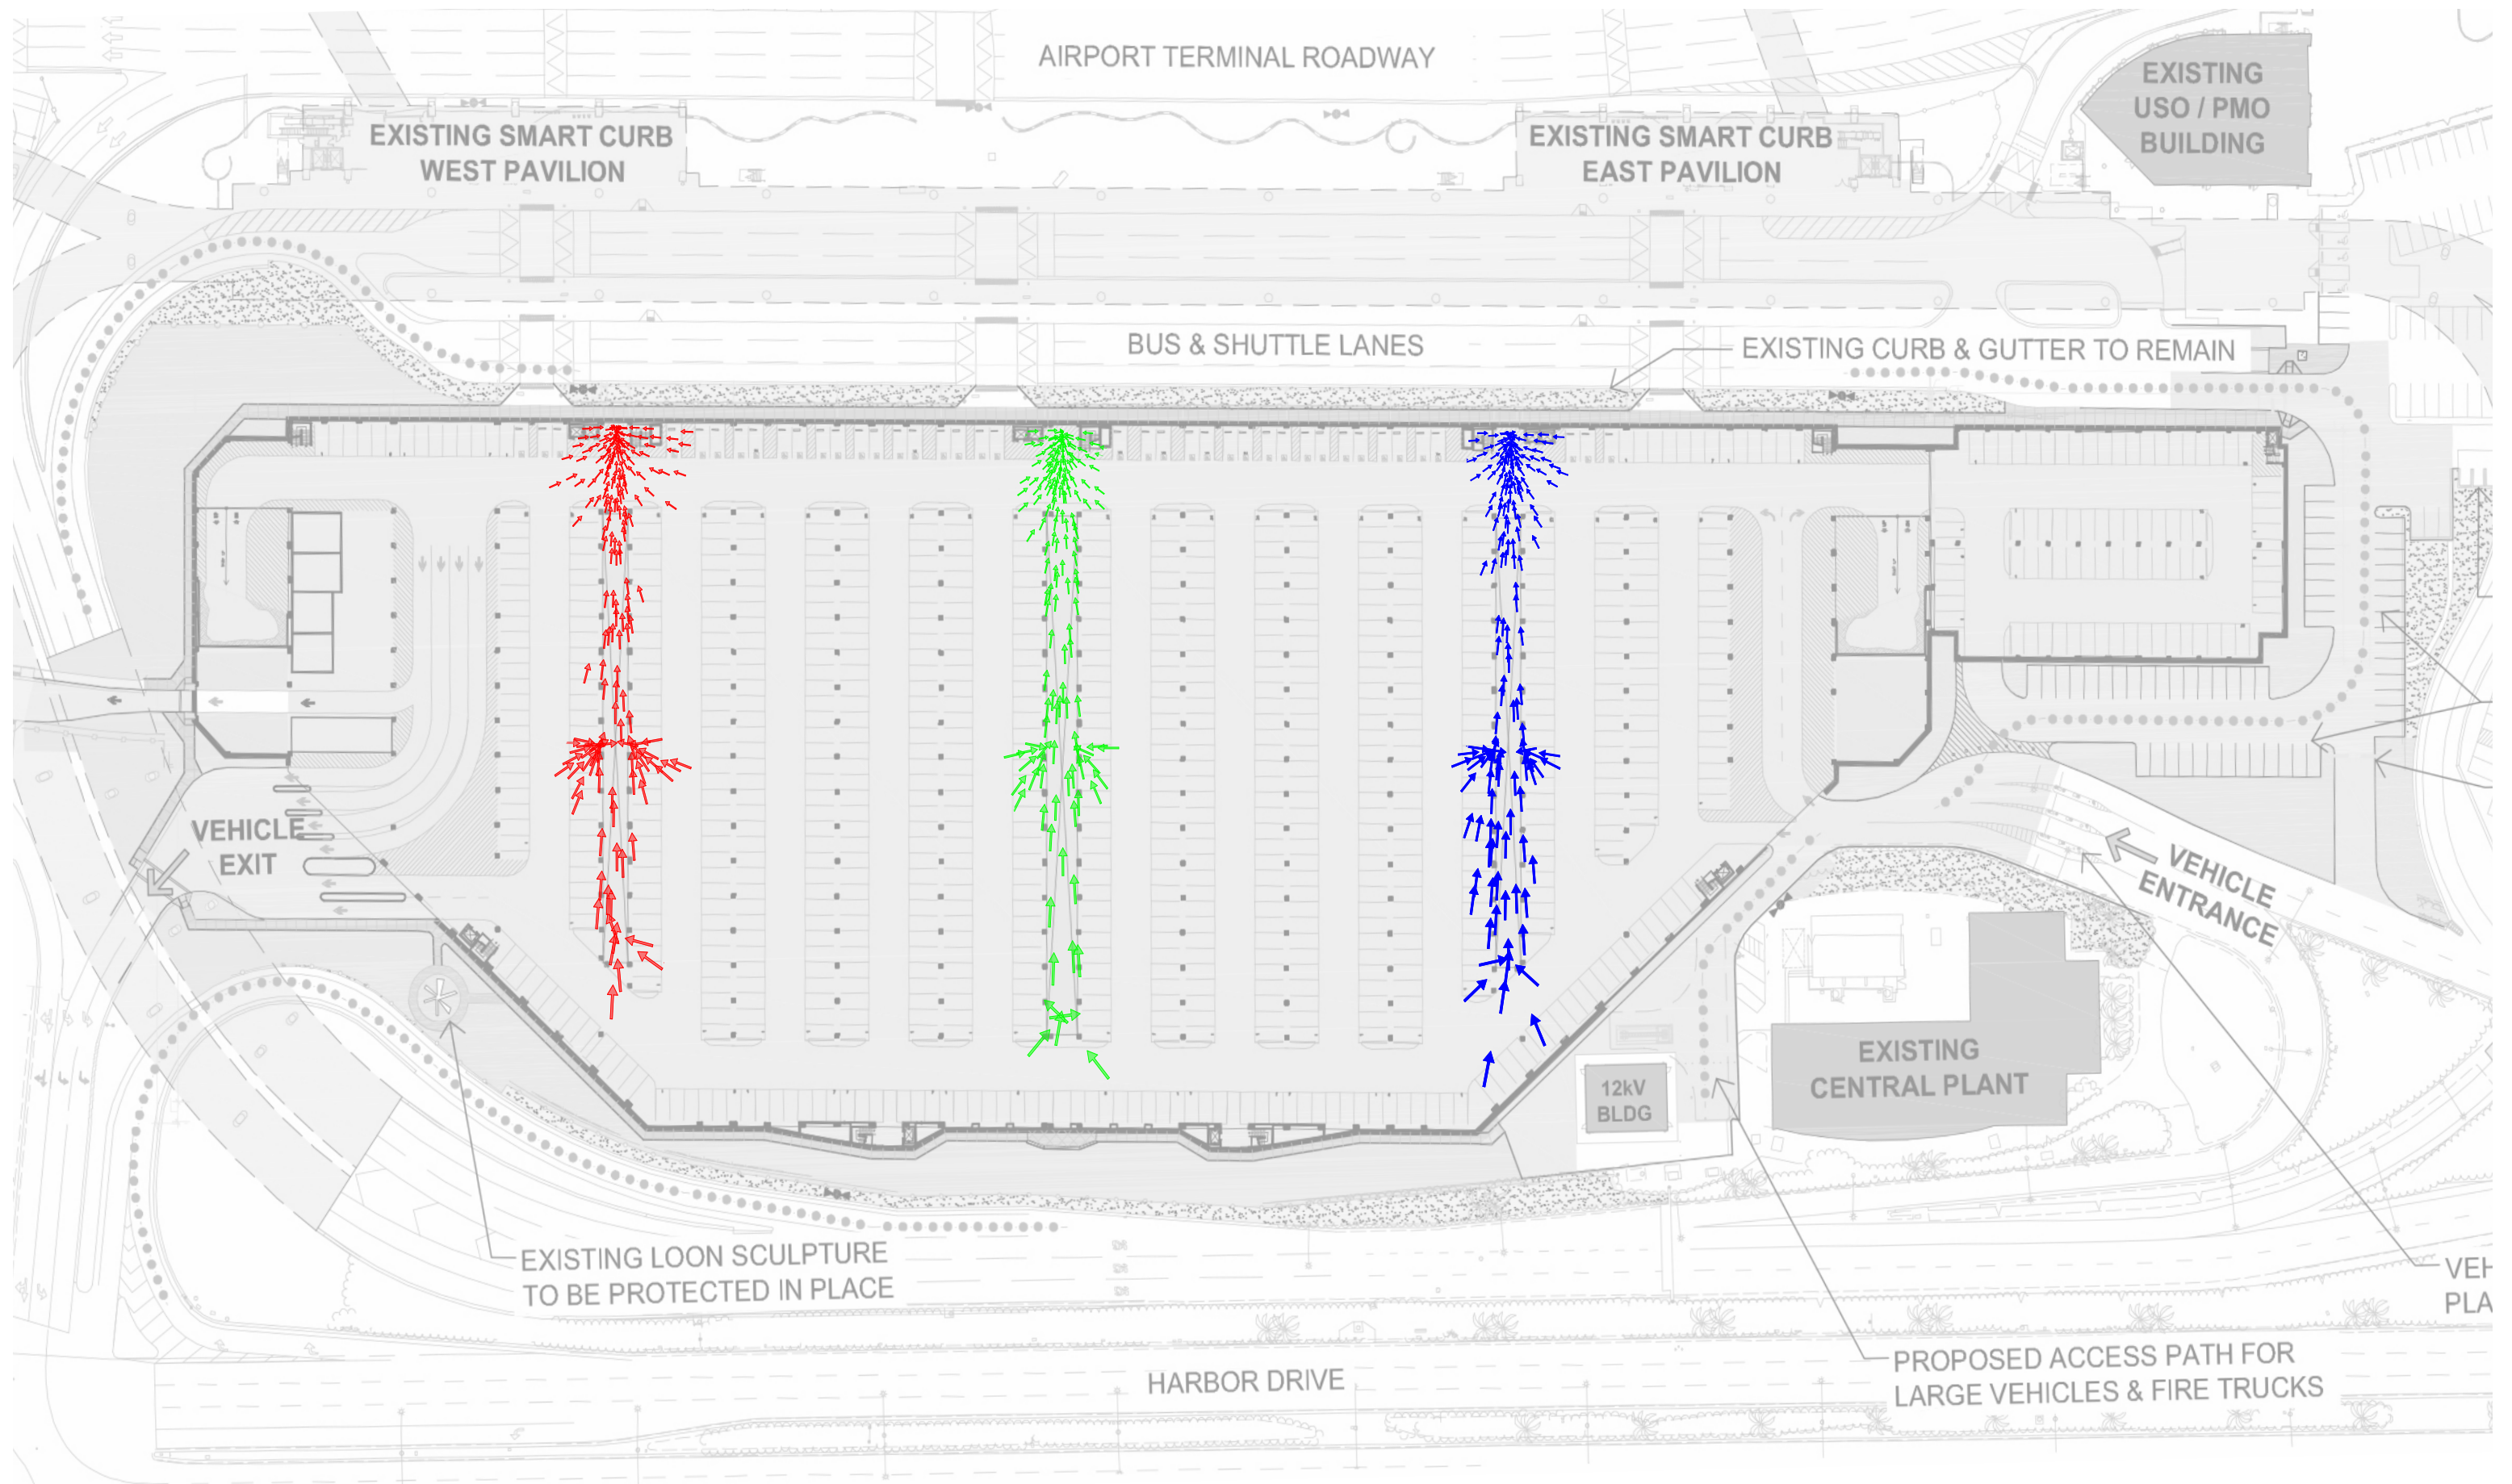 AIRPORT TERMINAL ROADWAY
EXISTING
USO / PMO
BUILDING
EXISTING SMART CURB
WEST PAVILION
EXISTING SMART CURB
EAST PAVILION
BUS & SHUTTLE LANES
EXISTING CURB & GUTTER TO REMAIN
VEHICLE
EXIT
VEHICLE
ENTRANCE
EXISTING
CENTRAL PLANT
12kV
BLDG
EXISTING LOON SCULPTURE
TO BE PROTECTED IN PLACE
VEH
PLA
HARBOR DRIVE
PROPOSED ACCESS PATH FOR
LARGE VEHICLES & FIRE TRUCKS